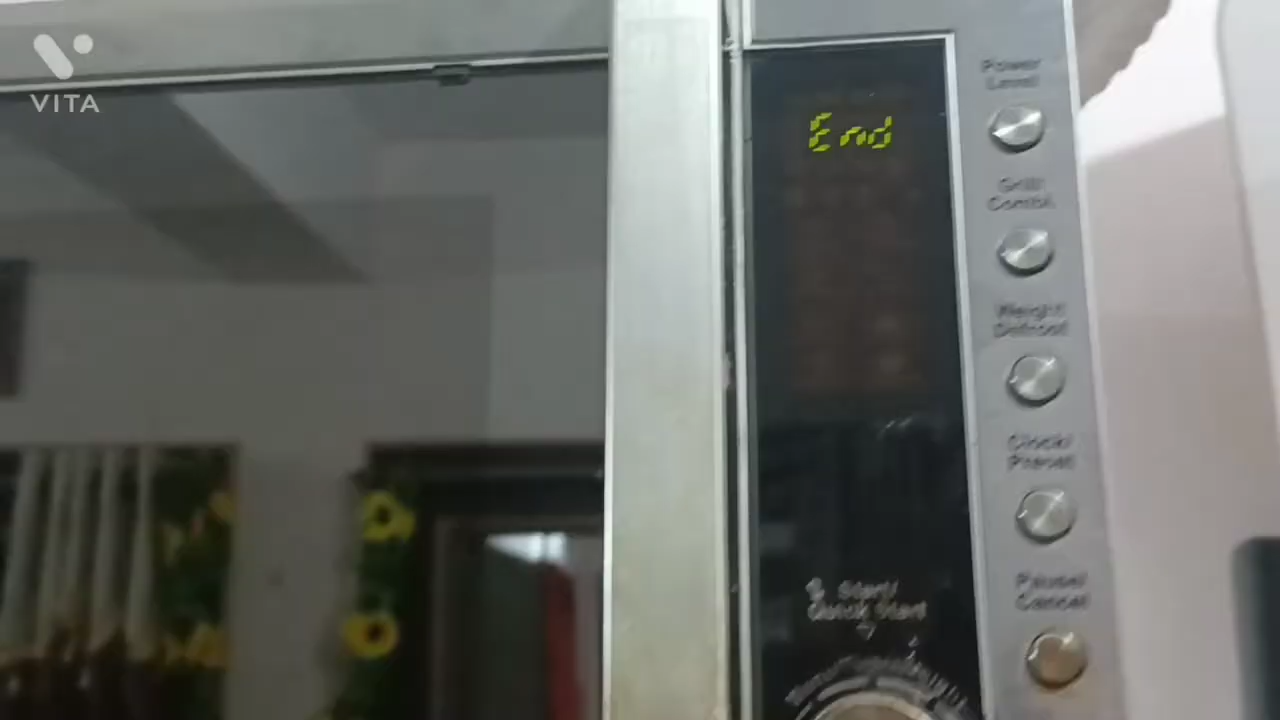 VITA
End
Power
Level
Grill/
Combi.
Weight
Defrost
Clock/
Preset
Pause/
Cancel
Start/
Quick Start